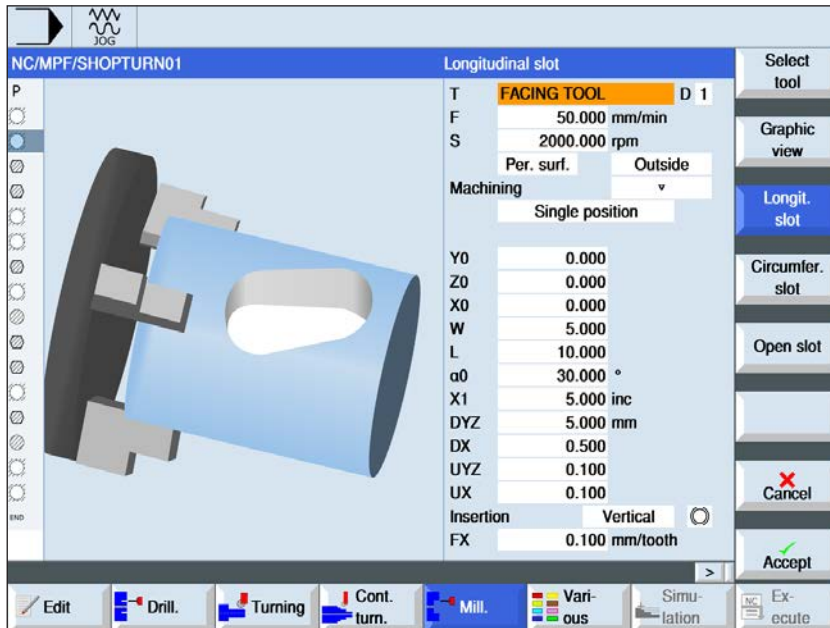 JOG
NC/MPF/SHOPTURN01
Longitudinal slot
P
END
T FACING TOOL D 1
F 50.000 mm/min
S 2000.000 rpm
Per. surf. Outside
Machining ▿
Single position
Y0 0.000
Z0 0.000
X0 0.000
W 5.000
L 10.000
α0 30.000 °
X1 5.000 inc
DYZ 5.000 mm
DX 0.500
UYZ 0.100
UX 0.100
Insertion Vertical
FX 0.100 mm/tooth
>
Select
tool
Graphic
view
Longit.
slot
Circumfer.
slot
Open slot
Cancel
Accept
Edit
Drill.
Turning
Cont.
turn.
Mill.
Vari-
ous
Simu-
lation
NC
Ex-
ecute